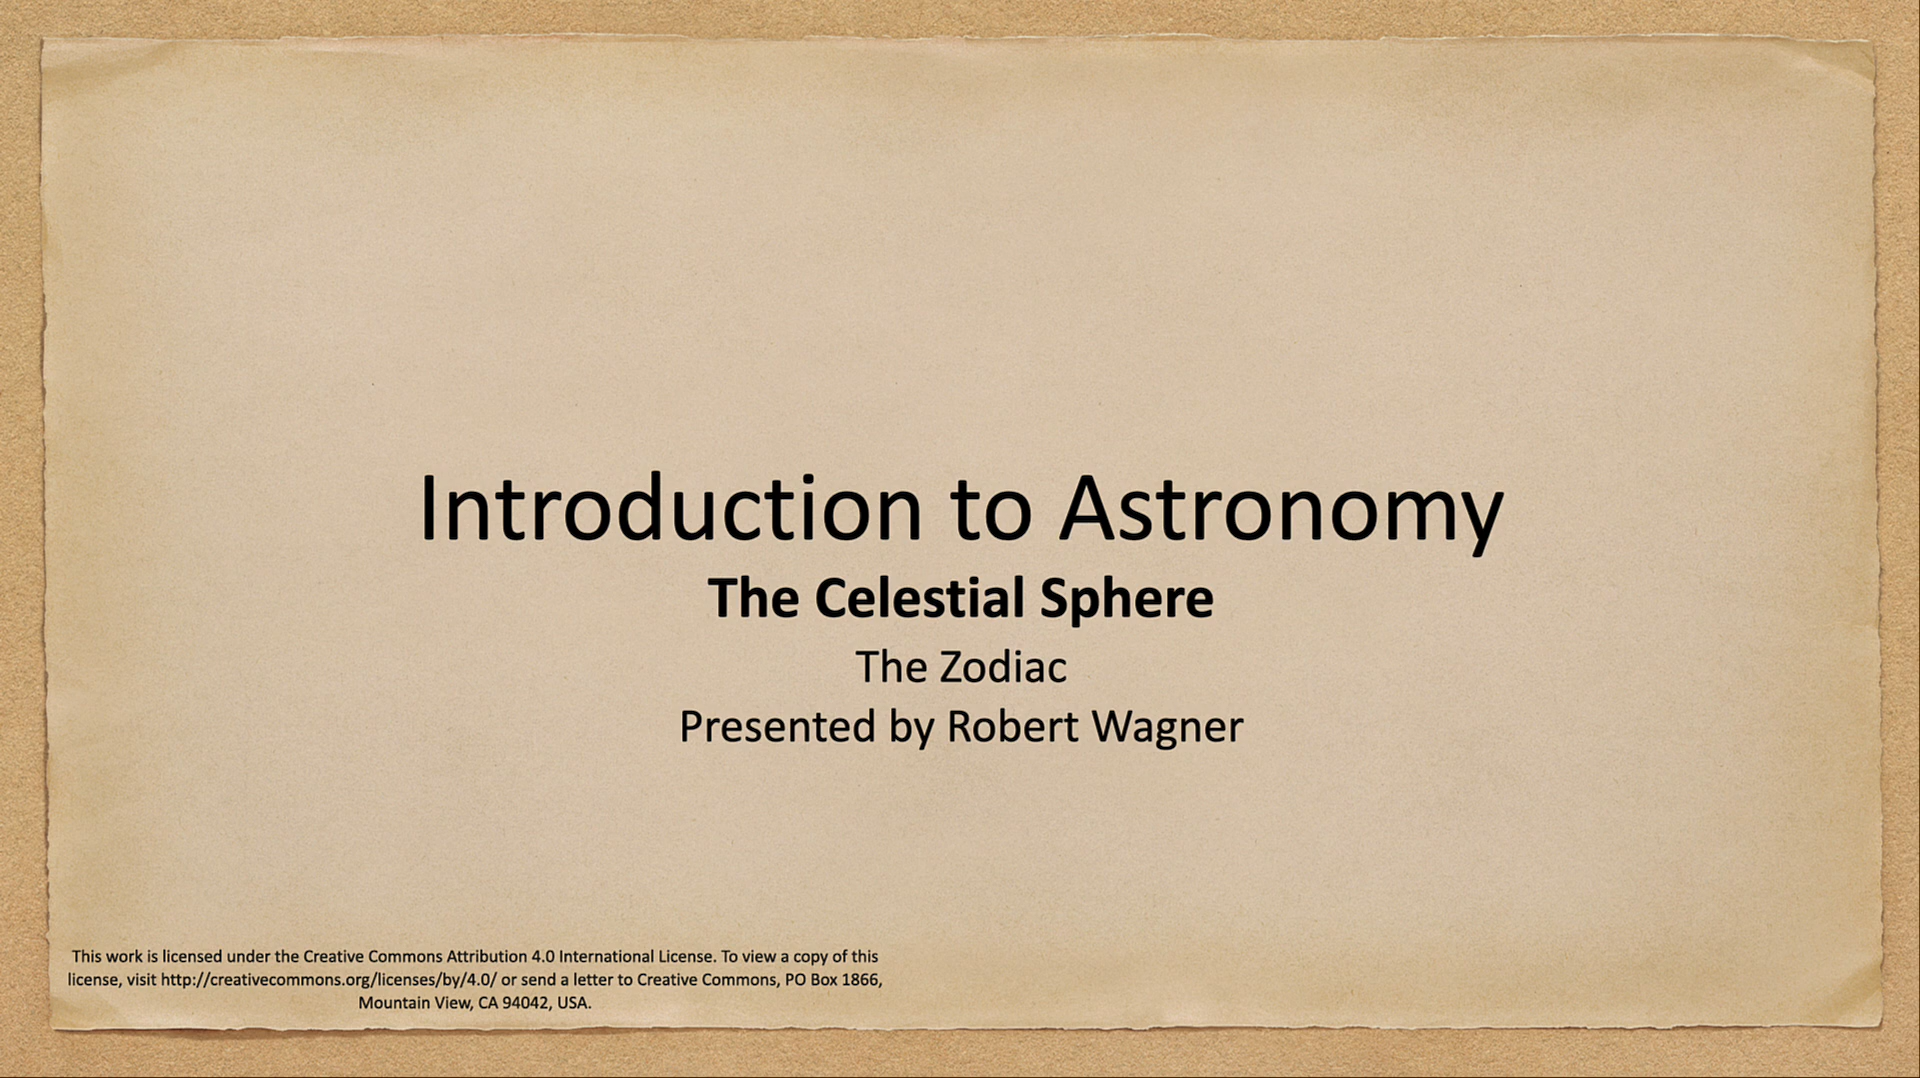 Introduction to Astronomy
The Celestial Sphere
The Zodiac
Presented by Robert Wagner
This work is licensed under the Creative Commons Attribution 4.0 International License. To view a copy of this
license, visit http://creativecommons.org/licenses/by/4.0/ or send a letter to Creative Commons, PO Box 1866,
Mountain View, CA 94042, USA.